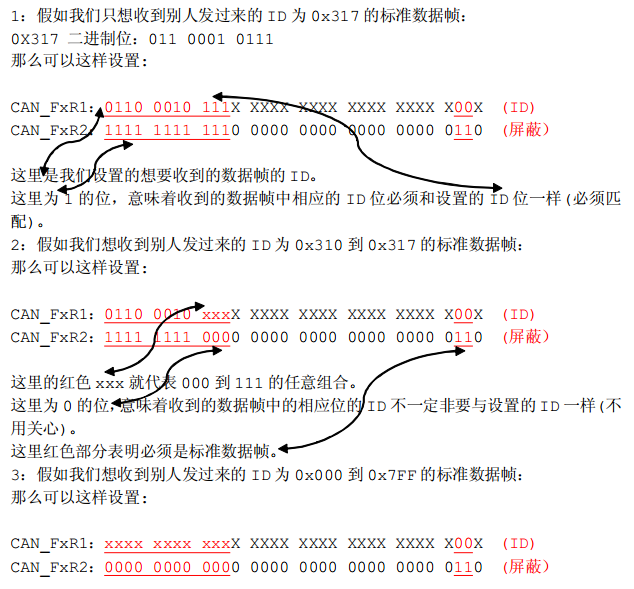 1：假如我们只想收到别人发过来的 ID 为 0x317 的标准数据帧：
0X317 二进制位：011 0001 0111
那么可以这样设置：
CAN_FxR1：0110 0010 111X XXXX XXXX XXXX XXXX X00X （ID）
CAN_FxR2：1111 1111 1110 0000 0000 0000 0000 0110 （屏蔽）
这里是我们设置的想要收到的数据帧的 ID。
这里为 1 的位，意味着收到的数据帧中相应的 ID 位必须和设置的 ID 位一样(必须匹
配)。
2：假如我们想收到别人发过来的 ID 为 0x310 到 0x317 的标准数据帧：
那么可以这样设置：
CAN_FxR1：0110 0010 xxxX XXXX XXXX XXXX XXXX X00X （ID）
CAN_FxR2：1111 1111 0000 0000 0000 0000 0000 0110 （屏蔽）
这里的红色 xxx 就代表 000 到 111 的任意组合。
这里为 0 的位，意味着收到的数据帧中的相应位的 ID 不一定非要与设置的 ID 一样(不
用关心)。
这里红色部分表明必须是标准数据帧。
3：假如我们想收到别人发过来的 ID 为 0x000 到 0x7FF 的标准数据帧：
那么可以这样设置：
CAN_FxR1：xxxx xxxx xxxX XXXX XXXX XXXX XXXX X00X （ID）
CAN_FxR2：0000 0000 0000 0000 0000 0000 0000 0110 （屏蔽）